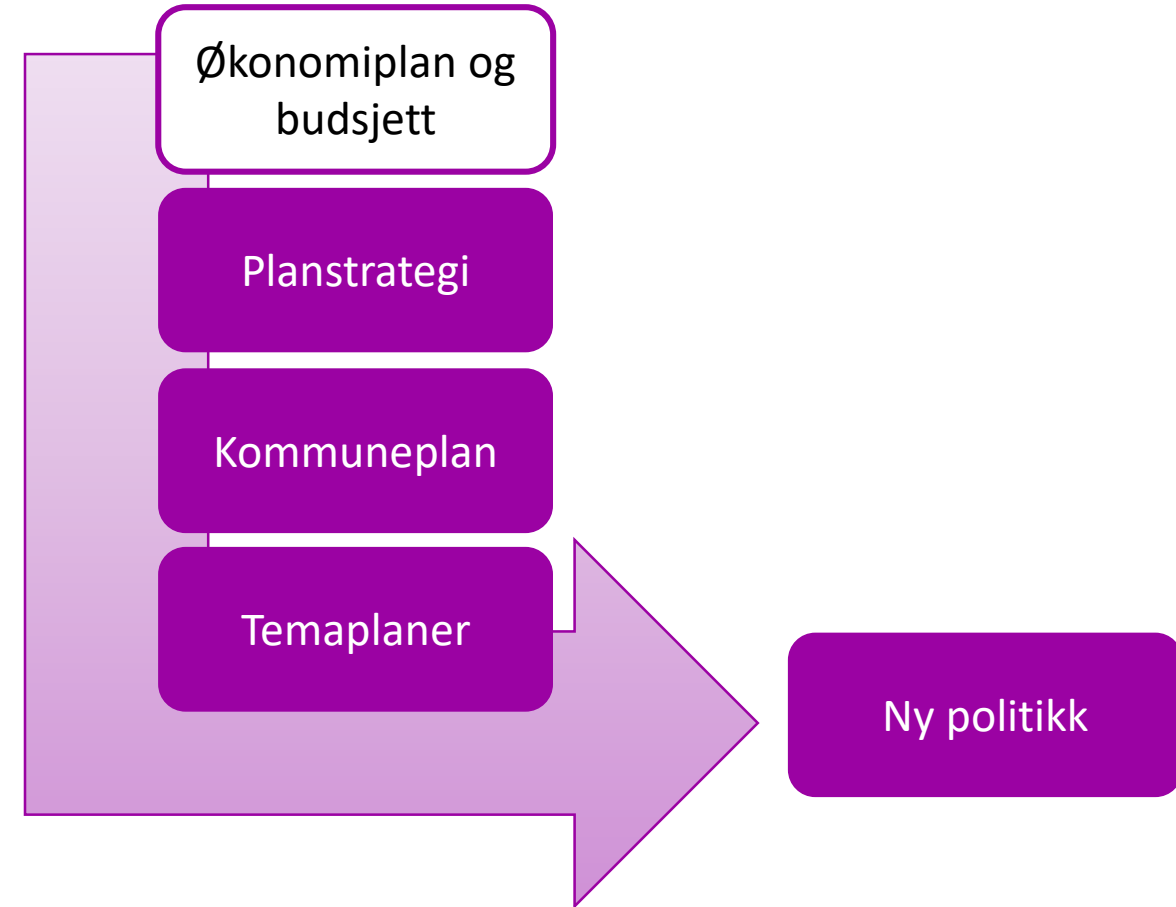 Økonomiplan og
budsjett
Planstrategi
Kommuneplan
Temaplaner
Ny politikk